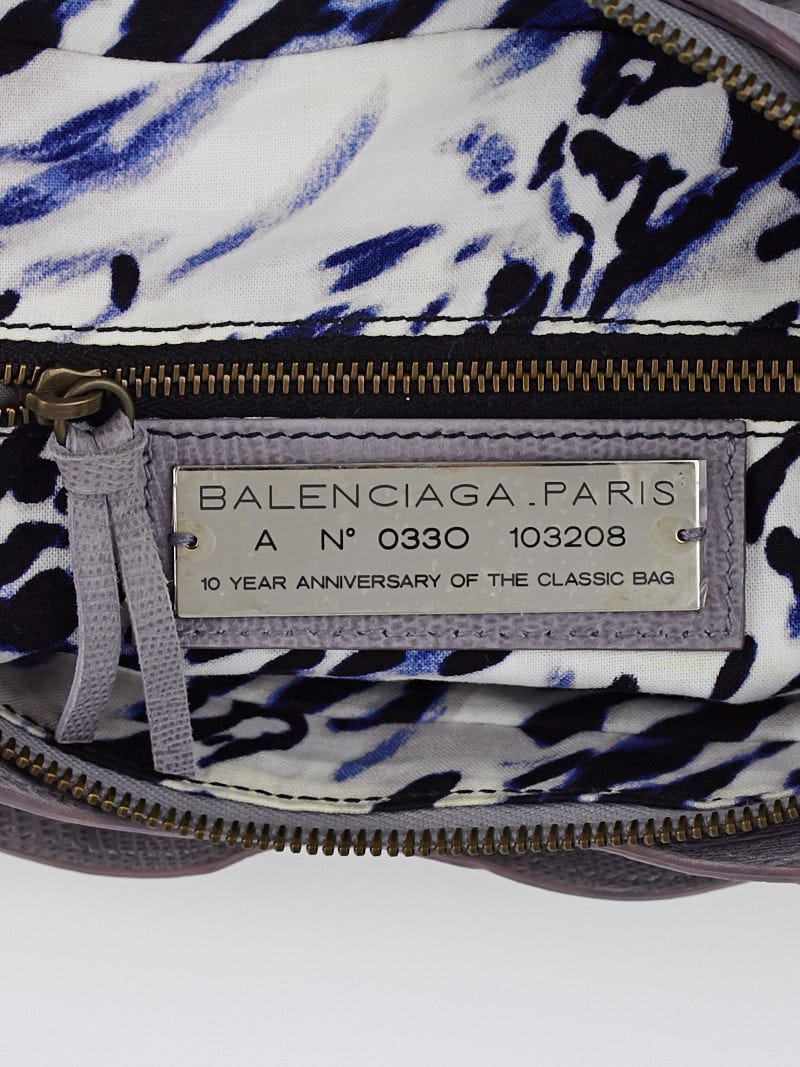 BALENCIAGA.PARIS
A N° 0330 103208
10 YEAR ANNIVERSARY OF THE CLASSIC BAG